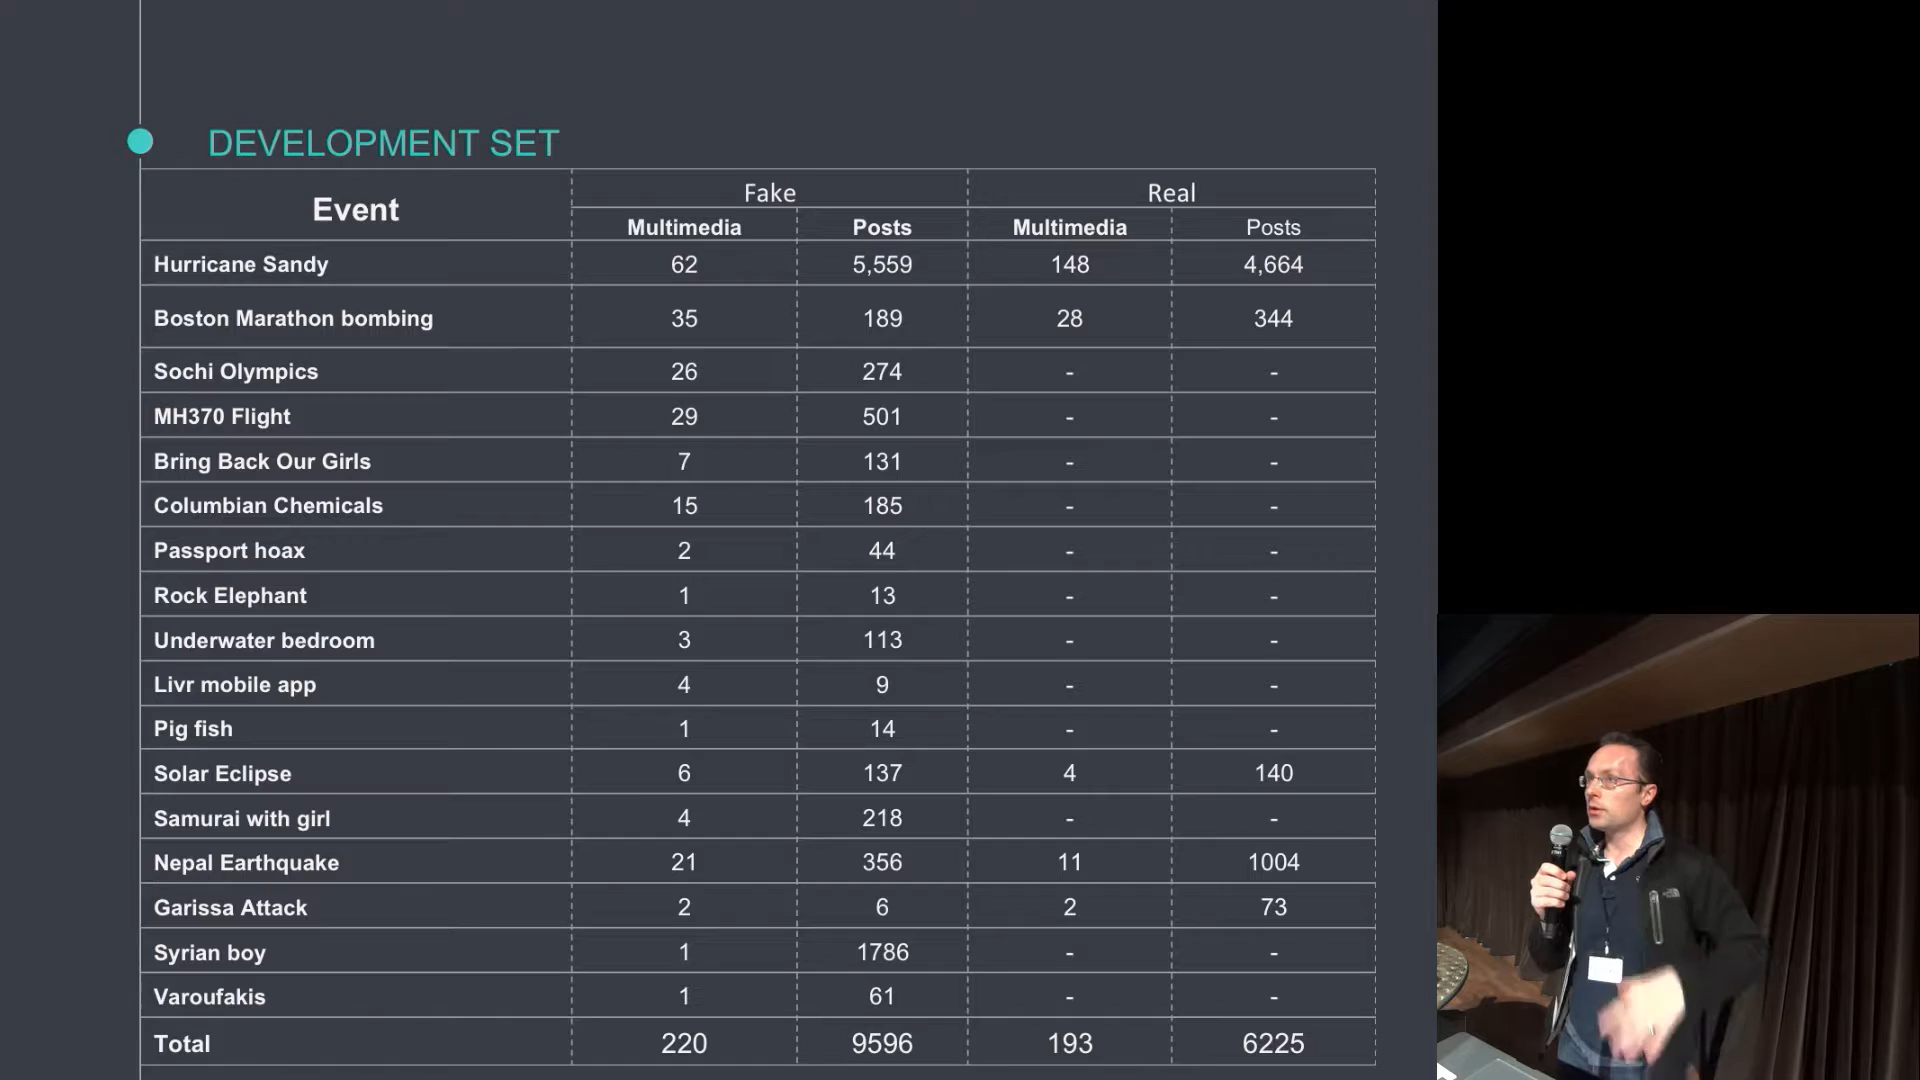 DEVELOPMENT SET
Event Fake Real
Multimedia Posts Multimedia Posts
Hurricane Sandy 62 5,559 148 4,664
Boston Marathon bombing 35 189 28 344
Sochi Olympics 26 274 - -
MH370 Flight 29 501 - -
Bring Back Our Girls 7 131 - -
Columbian Chemicals 15 185 - -
Passport hoax 2 44 - -
Rock Elephant 1 13 - -
Underwater bedroom 3 113 - -
Livr mobile app 4 9 - -
Pig fish 1 14 - -
Solar Eclipse 6 137 4 140
Samurai with girl 4 218 - -
Nepal Earthquake 21 356 11 1004
Garissa Attack 2 6 2 73
Syrian boy 1 1786 - -
Varoufakis 1 61 - -
Total 220 9596 193 6225